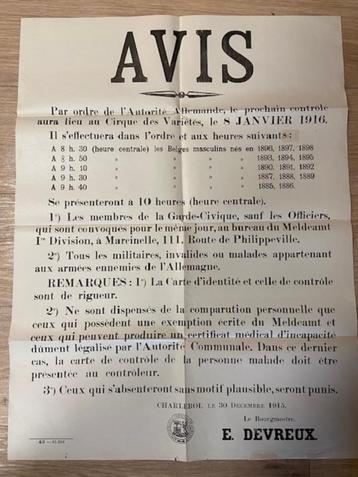 AVIS
Par ordre de l'Autorité Allemande, le prochain contrôle
aura lieu au Cirque des Variétés, le 8 JANVIER 1916.
Il s'effectuera dans l'ordre et aux heures suivants:
A 8 h. 30 (heure centrale) les Belges masculins nés en 1896, 1897, 1898
A 8 h. 50 " " " " 1893, 1894, 1895
A 9 h. 10 " " " " 1890, 1891, 1892
A 9 h. 30 " " " " 1887, 1888, 1889
A 9 h. 40 " " " " 1885, 1886.
Se présenteront à 10 heures (heure centrale).
1º) Les membres de la Garde-Civique, sauf les Officiers,
qui sont convoqués pour le même jour, au bureau du Meldeamt
Ire Division, à Marcinelle, 111, Route de Philippeville.
2º) Tous les militaires, invalides ou malades appartenant
aux armées ennemies de l'Allemagne.
REMARQUES : 1º) La Carte d'identité et celle de contrôle
sont de rigueur.
2º) Ne sont dispensés de la comparution personnelle que
ceux qui possèdent une exemption écrite du Meldeamt et
ceux qui peuvent produire un certificat médical d'incapacité
dûment légalisé par l'Autorité Communale. Dans ce dernier
cas, la carte de contrôle de la personne malade doit être
présentée au contrôleur.
3º) Ceux qui s'absenteront sans motif plausible, seront punis.
CHARLEROI, LE 30 DÉCEMBRE 1915.
Le Bourgmestre,
E. DEVREUX.